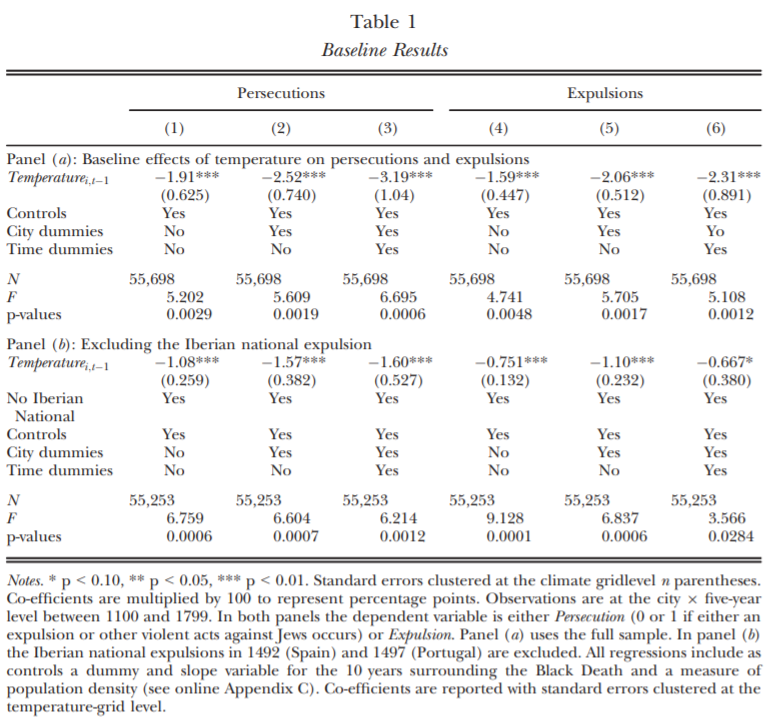 Table 1
Baseline Results
Persecutions Expulsions
(1) (2) (3) (4) (5) (6)
Panel (a): Baseline effects of temperature on persecutions and expulsions
Temperatureᵢ,ₜ₋₁ −1.91*** −2.52*** −3.19*** −1.59*** −2.06*** −2.31***
(0.625) (0.740) (1.04) (0.447) (0.512) (0.891)
Controls Yes Yes Yes Yes Yes Yes
City dummies No Yes Yes No Yes Yo
Time dummies No No Yes No No Yes
N 55,698 55,698 55,698 55,698 55,698 55,698
F 5.202 5.609 6.695 4.741 5.705 5.108
p-values 0.0029 0.0019 0.0006 0.0048 0.0017 0.0012
Panel (b): Excluding the Iberian national expulsion
Temperatureᵢ,ₜ₋₁ −1.08*** −1.57*** −1.60*** −0.751*** −1.10*** −0.667*
(0.259) (0.382) (0.527) (0.132) (0.232) (0.380)
No Iberian Yes Yes Yes Yes Yes Yes
National
Controls Yes Yes Yes Yes Yes Yes
City dummies No Yes Yes No Yes Yes
Time dummies No No Yes No No Yes
N 55,253 55,253 55,253 55,253 55,253 55,253
F 6.759 6.604 6.214 9.128 6.837 3.566
p-values 0.0006 0.0007 0.0012 0.0001 0.0006 0.0284
Notes. * p < 0.10, ** p < 0.05, *** p < 0.01. Standard errors clustered at the climate gridlevel n parentheses.
Co-efficients are multiplied by 100 to represent percentage points. Observations are at the city × five-year
level between 1100 and 1799. In both panels the dependent variable is either Persecution (0 or 1 if either an
expulsion or other violent acts against Jews occurs) or Expulsion. Panel (a) uses the full sample. In panel (b)
the Iberian national expulsions in 1492 (Spain) and 1497 (Portugal) are excluded. All regressions include as
controls a dummy and slope variable for the 10 years surrounding the Black Death and a measure of
population density (see online Appendix C). Co-efficients are reported with standard errors clustered at the
temperature-grid level.